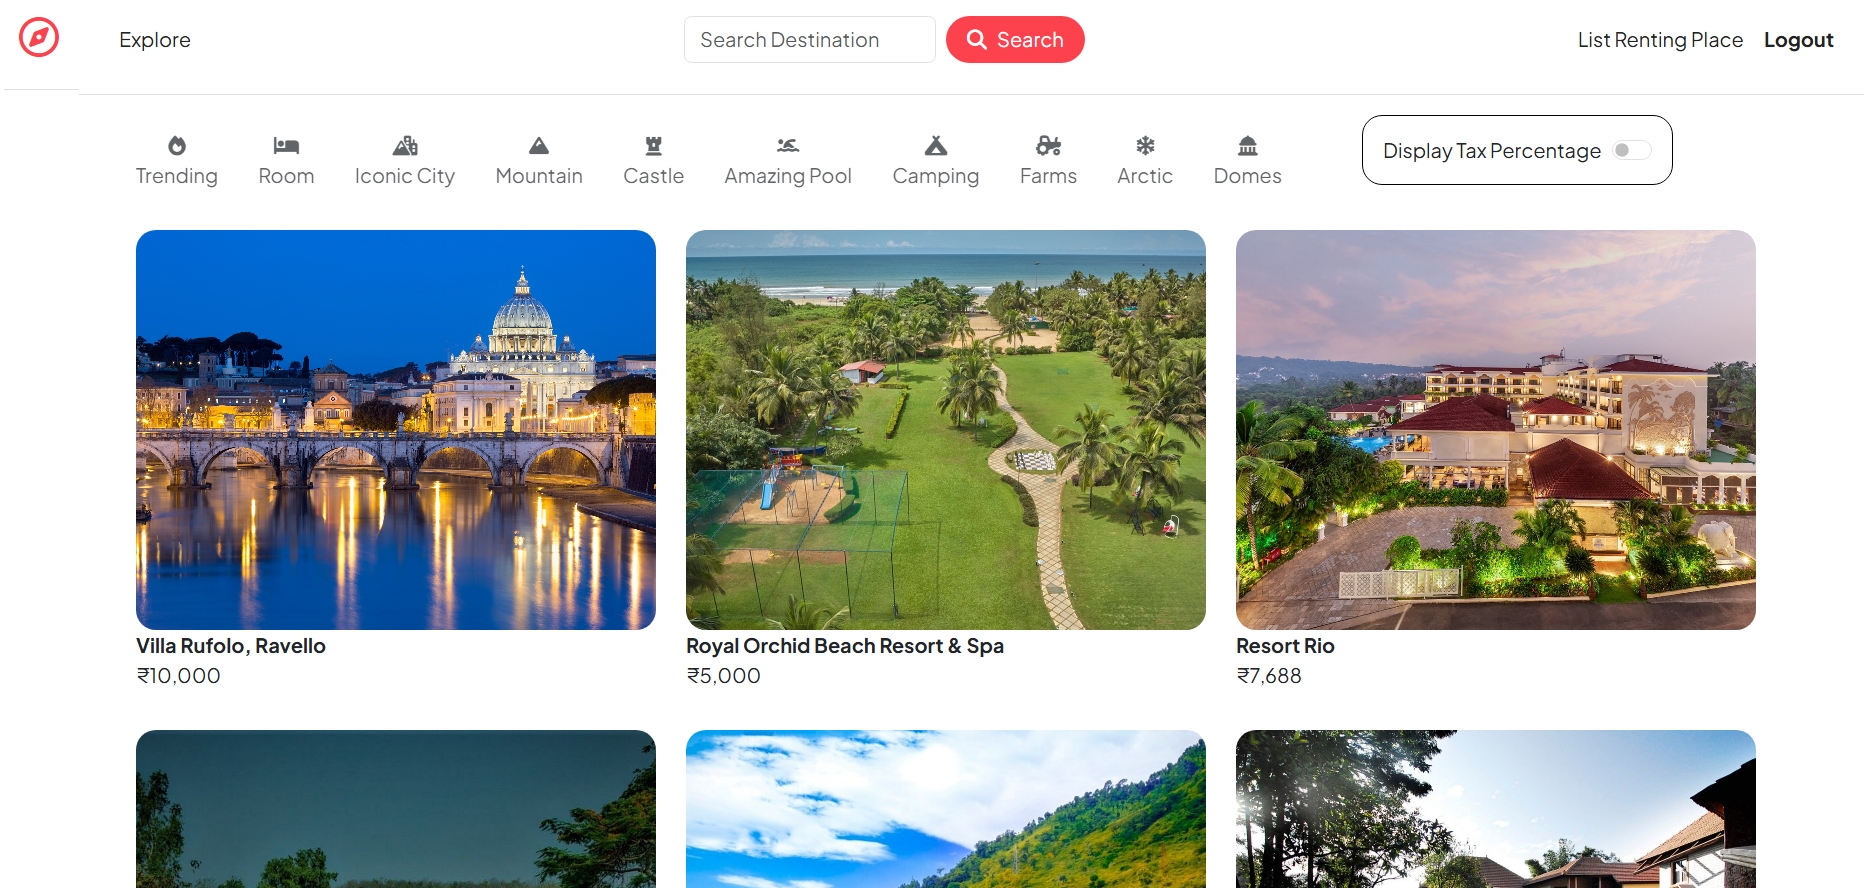 Explore
Search Destination
Search
List Renting Place
Logout
Trending
Room
Iconic City
Mountain
Castle
Amazing Pool
Camping
Farms
Arctic
Domes
Display Tax Percentage
Villa Rufolo, Ravello
₹10,000
Royal Orchid Beach Resort & Spa
₹5,000
Resort Rio
₹7,688